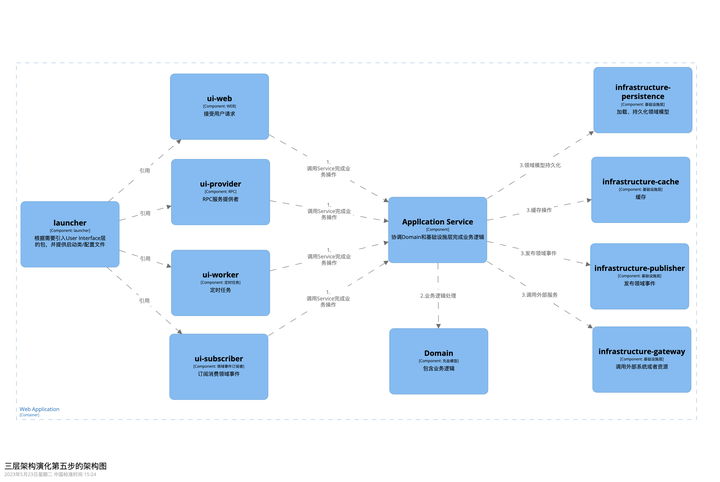 ui-web
[Component: WEB]
接受用户请求
ui-provider
[Component: RPC]
RPC服务提供者
ui-worker
[Component: 定时任务]
定时任务
ui-subscriber
[Component: 领域事件订阅者]
订阅消费领域事件
launcher
[Component: launcher]
根据需要引入User Interface层
的包、并提供启动类/配置文件
引用
引用
引用
引用
1.
调用Service完成业
务操作
1.
调用Service完成业
务操作
1.
调用Service完成业
务操作
1.
调用Service完成业
务操作
Application Service
[Component]
协调Domain和基础设施层完成业务逻辑
2.业务逻辑处理
Domain
[Component: 充血模型]
包含业务逻辑
3.领域模型持久化
3.缓存操作
3.发布领域事件
3.调用外部服务
infrastructure-
persistence
[Component: 基础设施层]
加载、持久化领域模型
infrastructure-cache
[Component: 基础设施层]
缓存
infrastructure-publisher
[Component: 基础设施层]
发布领域事件
infrastructure-gateway
[Component: 基础设施层]
调用外部系统或者资源
Web Application
[Container]
三层架构演化第五步的架构图
2023年5月23日星期二 中国标准时间 15:24